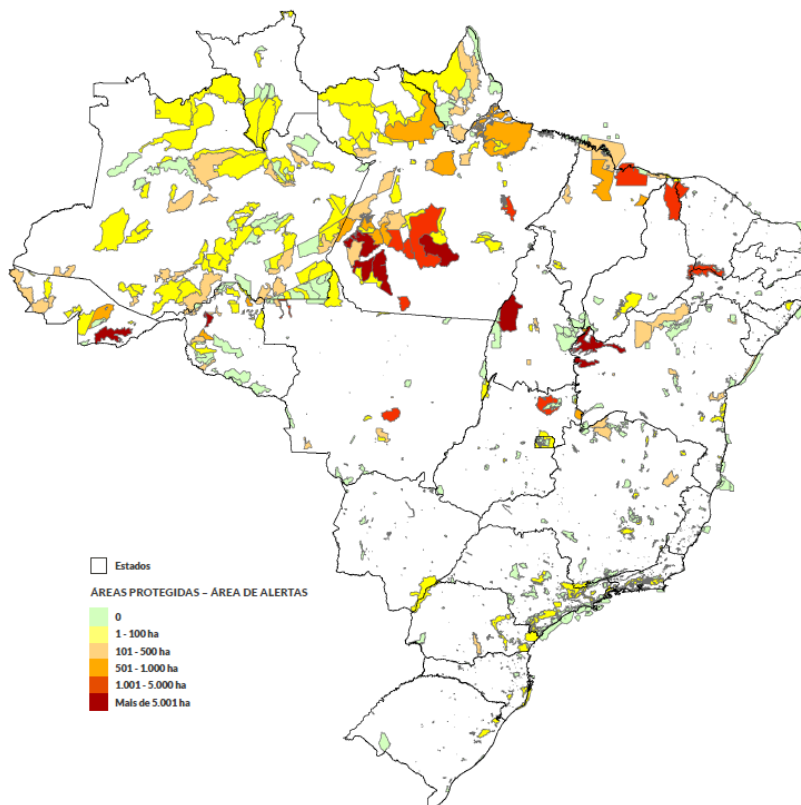 Estados
ÁREAS PROTEGIDAS – ÁREA DE ALERTAS
0
1 - 100 ha
101 - 500 ha
501 - 1.000 ha
1.001 - 5.000 ha
Mais de 5.001 ha